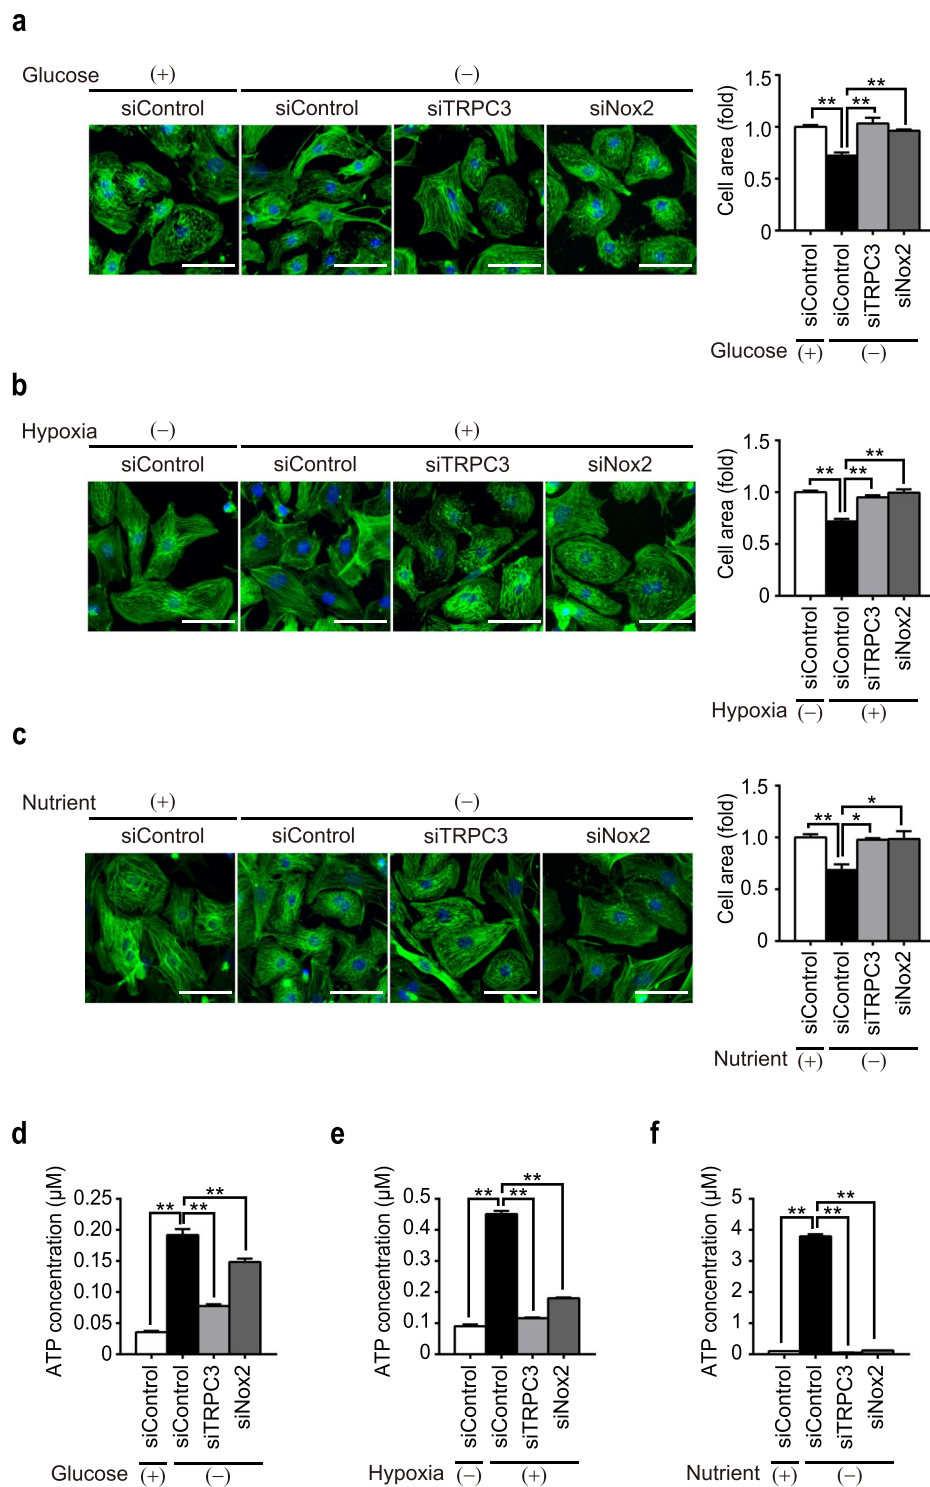 a
Glucose (+) (−)
siControl siControl siTRPC3 siNox2
Cell area (fold)
1.5
1.0
0.5
0
** ** **
siControl siControl siTRPC3 siNox2
Glucose (+) (−)
b
Hypoxia (−) (+)
siControl siControl siTRPC3 siNox2
Cell area (fold)
1.5
1.0
0.5
0
** ** **
siControl siControl siTRPC3 siNox2
Hypoxia (−) (+)
c
Nutrient (+) (−)
siControl siControl siTRPC3 siNox2
Cell area (fold)
1.5
1.0
0.5
0
** * *
siControl siControl siTRPC3 siNox2
Nutrient (+) (−)
d
ATP concentration (μM)
0.25
0.20
0.15
0.10
0.05
0
** ** **
siControl siControl siTRPC3 siNox2
Glucose (+) (−)
e
ATP concentration (μM)
0.5
0.4
0.3
0.2
0.1
0
** ** **
siControl siControl siTRPC3 siNox2
Hypoxia (−) (+)
f
ATP concentration (μM)
5
4
3
2
1
0
** ** **
siControl siControl siTRPC3 siNox2
Nutrient (+) (−)